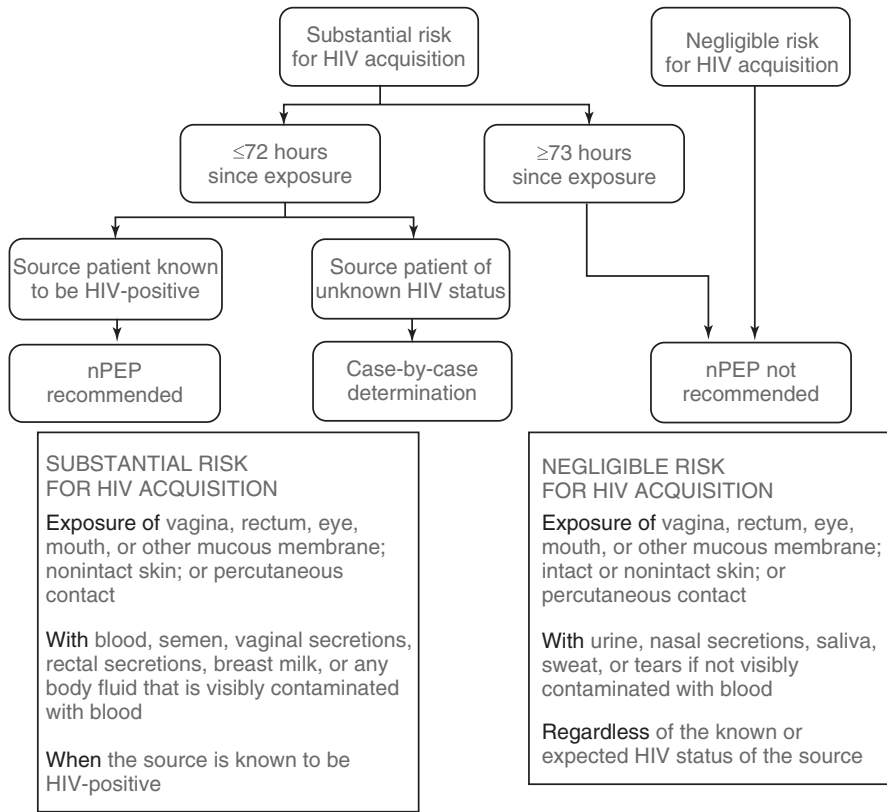 Substantial risk
for HIV acquisition
Negligible risk
for HIV acquisition
≤72 hours
since exposure
≥73 hours
since exposure
Source patient known
to be HIV-positive
Source patient of
unknown HIV status
nPEP
recommended
Case-by-case
determination
nPEP not
recommended
SUBSTANTIAL RISK
FOR HIV ACQUISITION
Exposure of vagina, rectum, eye,
mouth, or other mucous membrane;
nonintact skin; or percutaneous
contact
With blood, semen, vaginal secretions,
rectal secretions, breast milk, or any
body fluid that is visibly contaminated
with blood
When the source is known to be
HIV-positive
NEGLIGIBLE RISK
FOR HIV ACQUISITION
Exposure of vagina, rectum, eye,
mouth, or other mucous membrane;
intact or nonintact skin; or
percutaneous contact
With urine, nasal secretions, saliva,
sweat, or tears if not visibly
contaminated with blood
Regardless of the known or
expected HIV status of the source